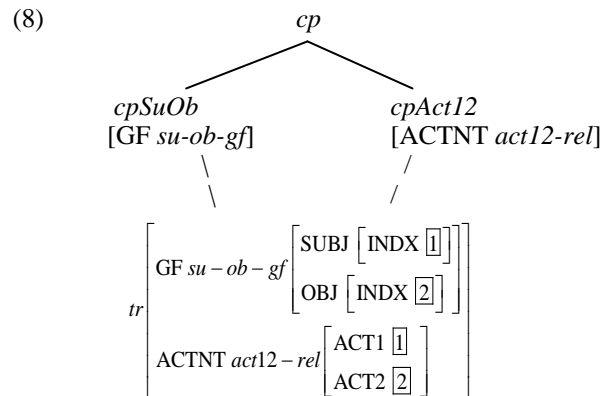 (8)
cp
cpSuOb cpAct12
[GF su-ob-gf] [ACTNT act12-rel]
tr
GF su – ob – gf [SUBJ [INDX 1]
OBJ [INDX 2]]
ACTNT act12 – rel [ACT1 1
ACT2 2]